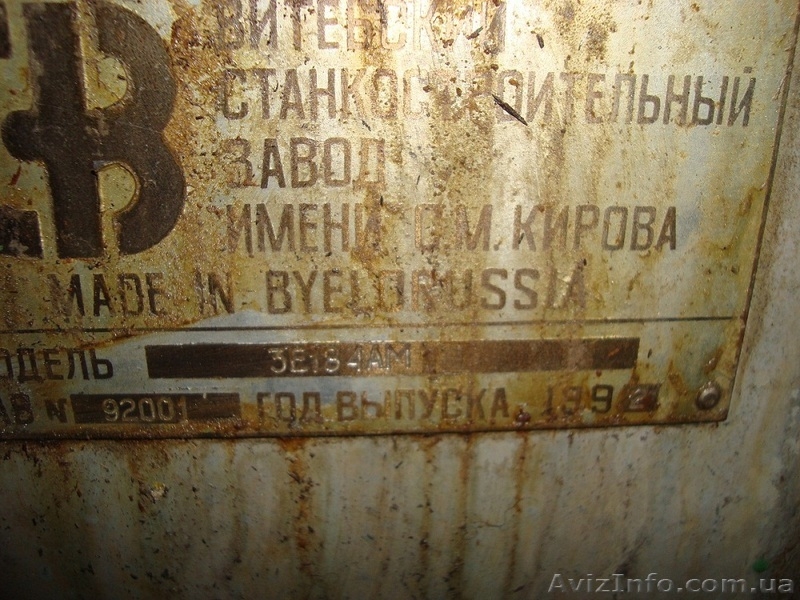 ВИТЕБСКИЙ
СТАНКОСТРОИТЕЛЬНЫЙ
ЗАВОД
ИМЕНИ С.М.КИРОВА
MADE IN BYELORUSSIA
МОДЕЛЬ 3Е184АМ
ЗАВ № 92001 ГОД ВЫПУСКА 1992
AvizInfo.com.ua